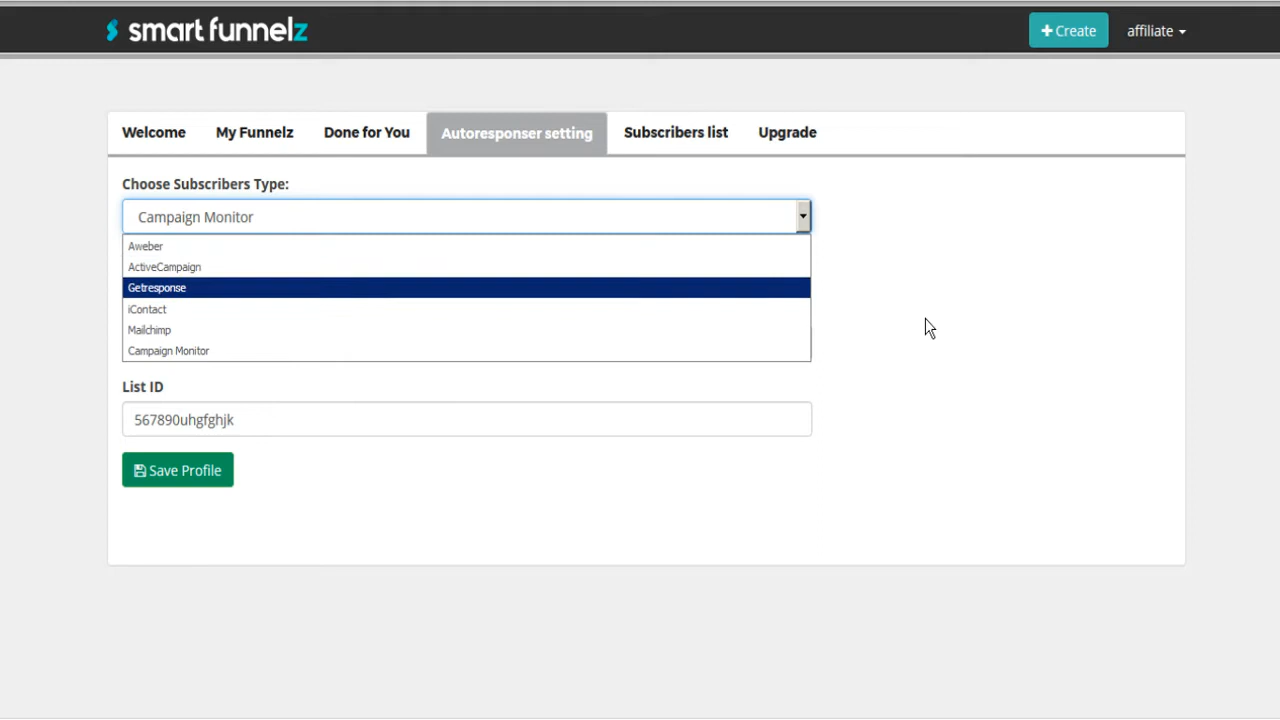 smart funnelz
Create
affiliate
Welcome
My Funnelz
Done for You
Autoresponser setting
Subscribers list
Upgrade
Choose Subscribers Type:
Campaign Monitor
Aweber
ActiveCampaign
Getresponse
iContact
Mailchimp
Campaign Monitor
List ID
567890uhgfghjk
Save Profile